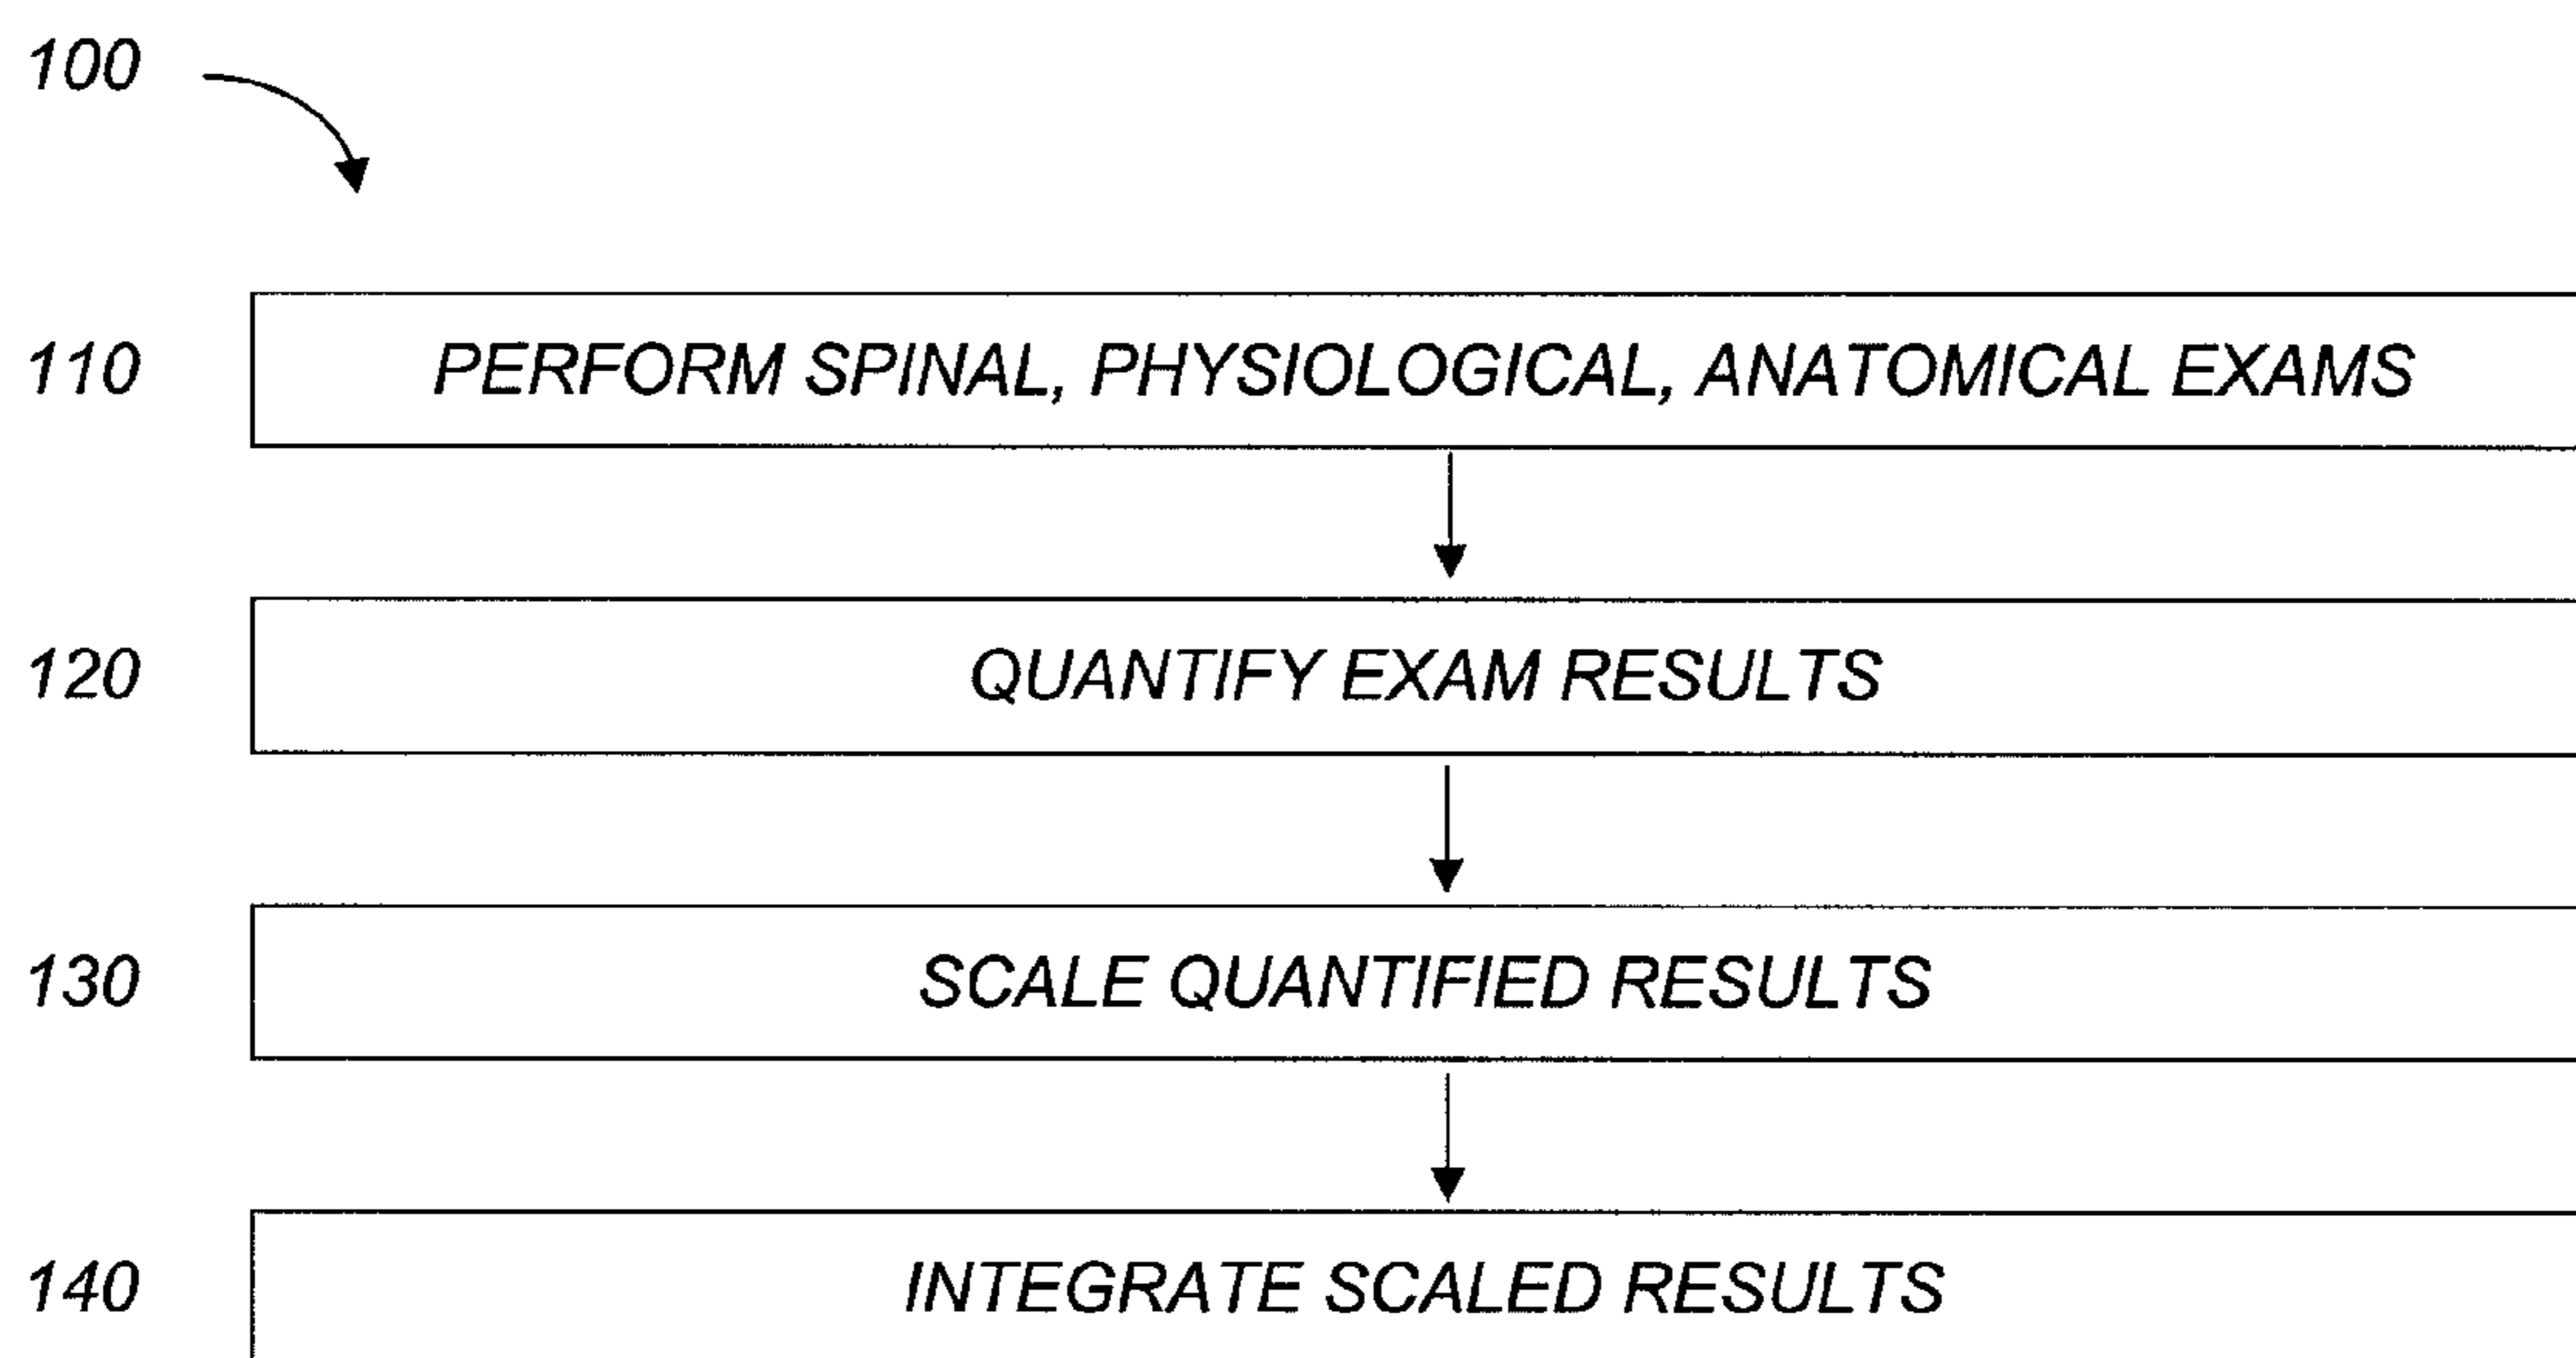 100
110 PERFORM SPINAL, PHYSIOLOGICAL, ANATOMICAL EXAMS
120 QUANTIFY EXAM RESULTS
130 SCALE QUANTIFIED RESULTS
140 INTEGRATE SCALED RESULTS